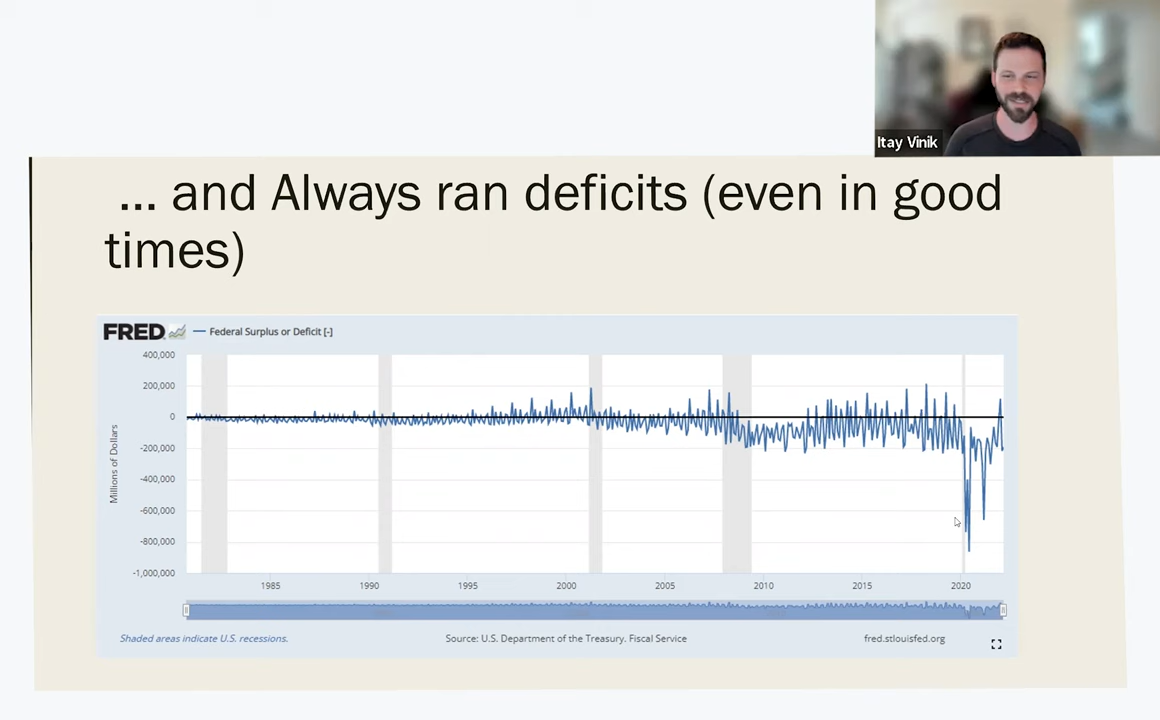 Itay Vinik
... and Always ran deficits (even in good
times)
FRED
Federal Surplus or Deficit [-]
Millions of Dollars
400,000
200,000
0
-200,000
-400,000
-600,000
-800,000
-1,000,000
1985 1990 1995 2000 2005 2010 2015 2020
Shaded areas indicate U.S. recessions. Source: U.S. Department of the Treasury. Fiscal Service fred.stlouisfed.org